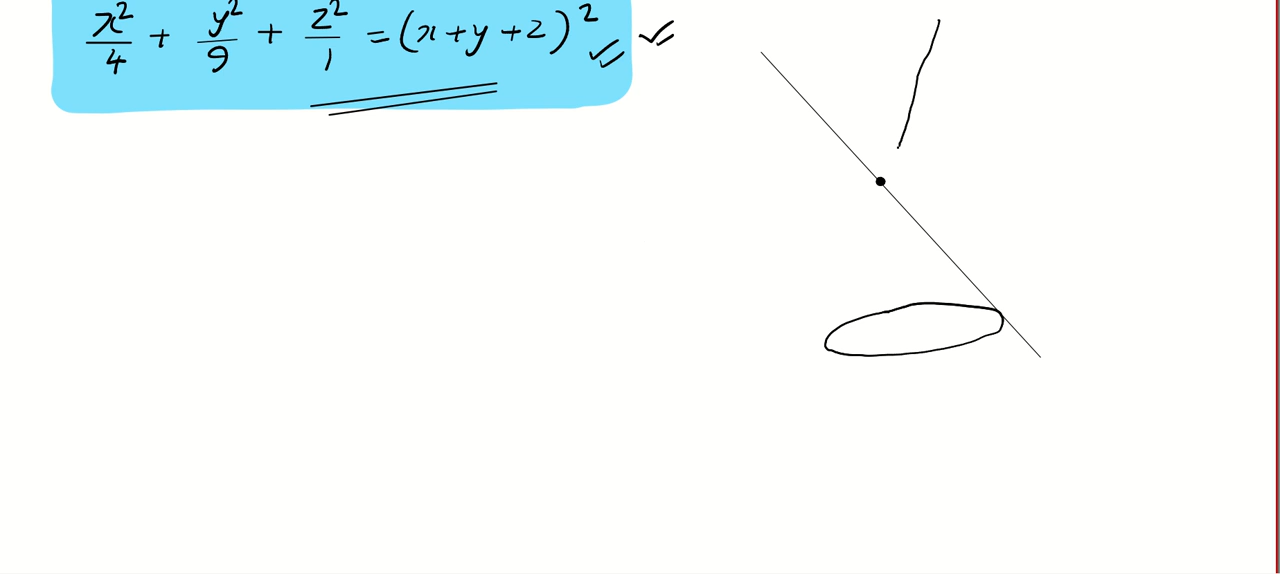 x²/4 + y²/9 + z²/1 = (x+y+z)²